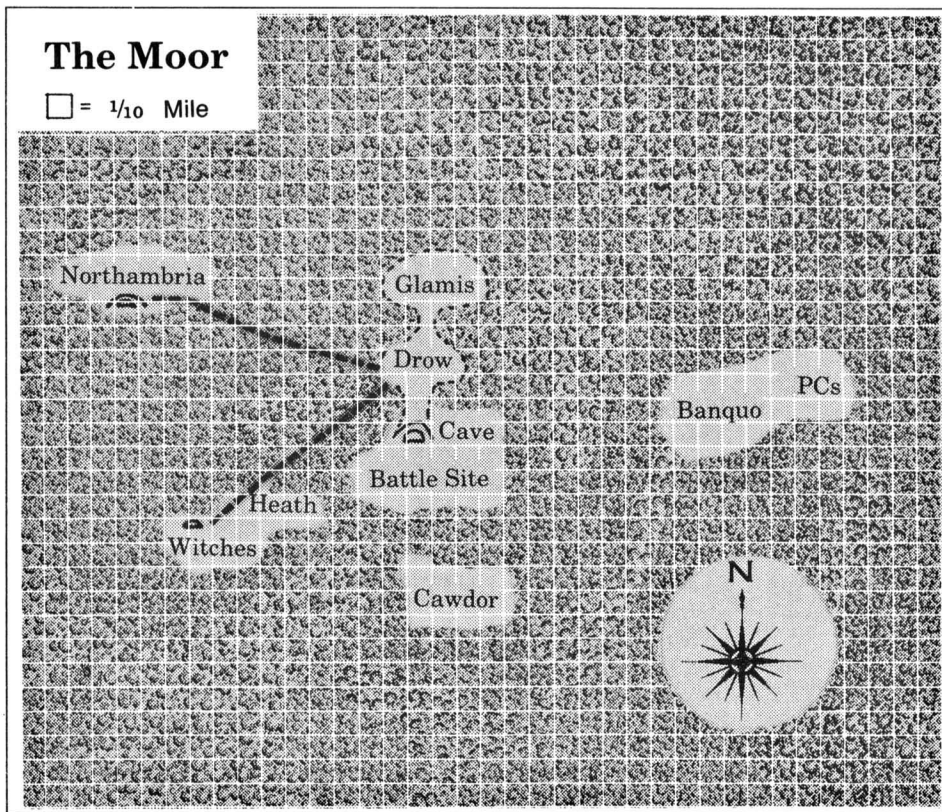 The Moor
= 1/10 Mile
Northambria
Glamis
Drow
PCs
Banquo
Cave
Battle Site
Heath
Witches
Cawdor
N